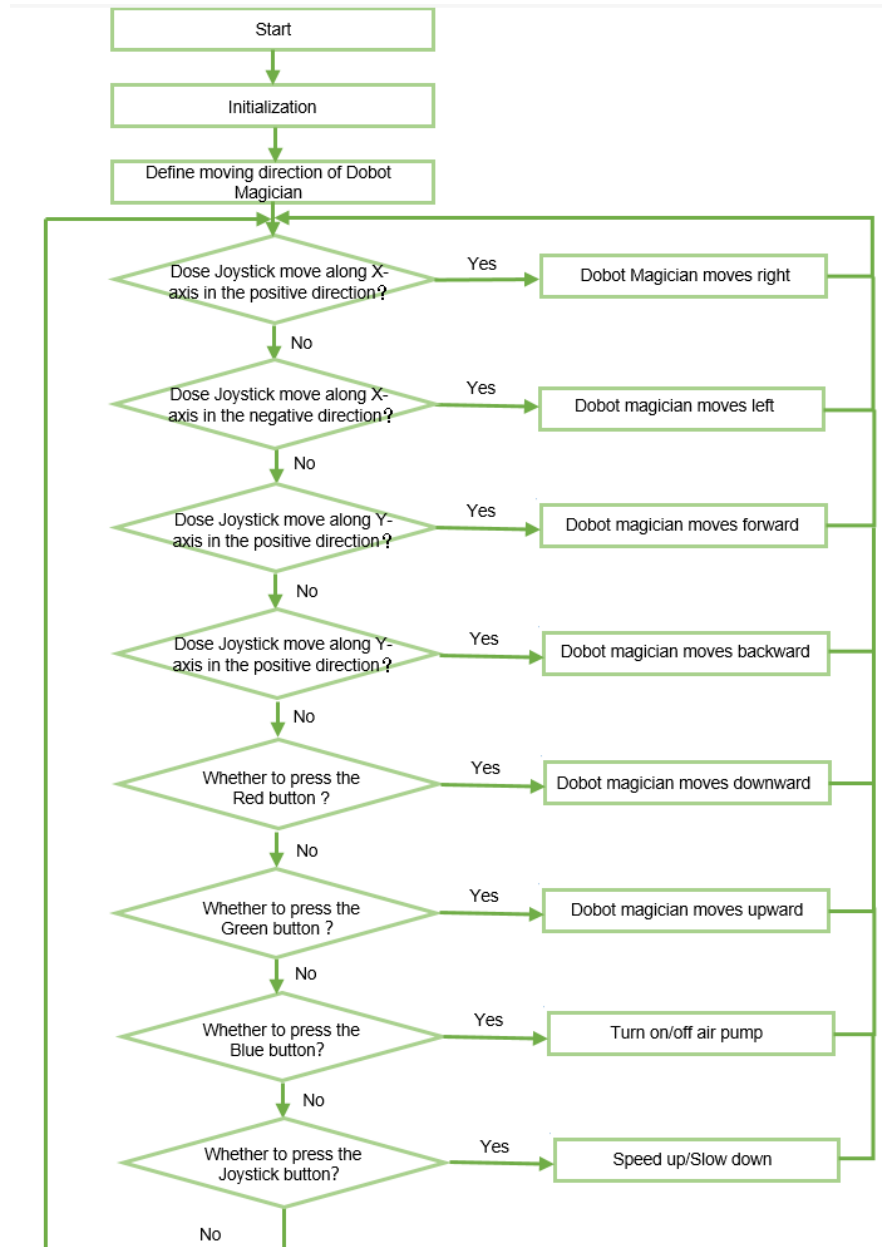 Start
Initialization
Define moving direction of Dobot
Magician
Dose Joystick move along X-
axis in the positive direction?
Yes
Dobot Magician moves right
No
Dose Joystick move along X-
axis in the negative direction?
Yes
Dobot magician moves left
No
Dose Joystick move along Y-
axis in the positive direction?
Yes
Dobot magician moves forward
No
Dose Joystick move along Y-
axis in the positive direction?
Yes
Dobot magician moves backward
No
Whether to press the
Red button ?
Yes
Dobot magician moves downward
No
Whether to press the
Green button ?
Yes
Dobot magician moves upward
No
Whether to press the
Blue button?
Yes
Turn on/off air pump
No
Whether to press the
Joystick button?
Yes
Speed up/Slow down
No